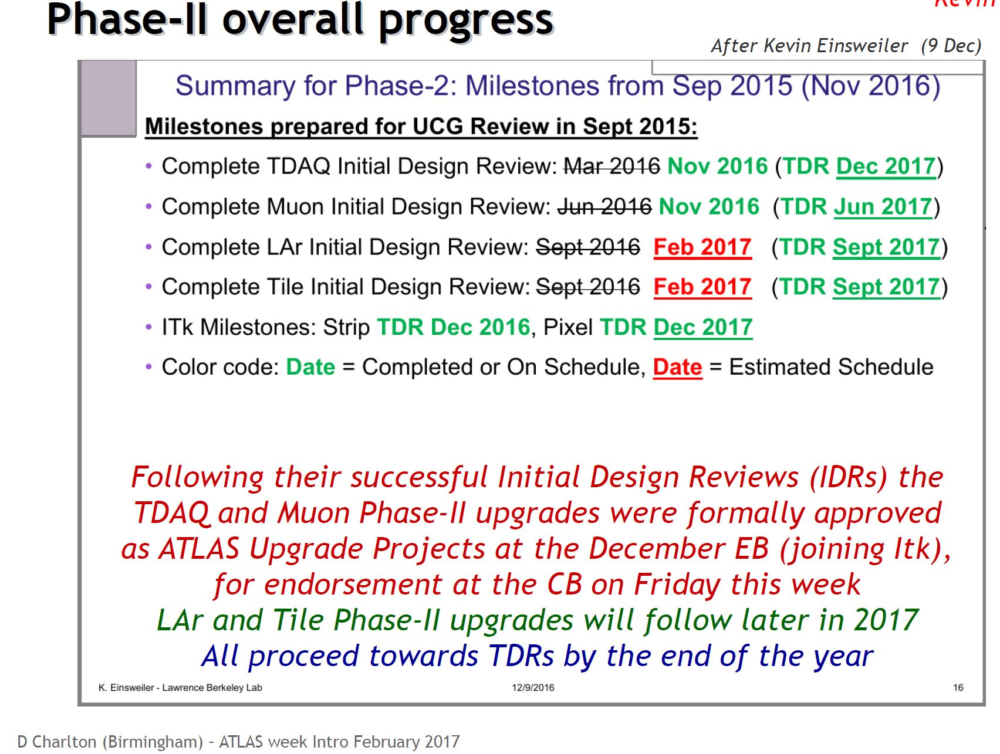 Phase-II overall progress
Kevin
After Kevin Einsweiler (9 Dec)
Summary for Phase-2: Milestones from Sep 2015 (Nov 2016)
Milestones prepared for UCG Review in Sept 2015:
• Complete TDAQ Initial Design Review: Mar 2016 Nov 2016 (TDR Dec 2017)
• Complete Muon Initial Design Review: Jun 2016 Nov 2016 (TDR Jun 2017)
• Complete LAr Initial Design Review: Sept 2016 Feb 2017 (TDR Sept 2017)
• Complete Tile Initial Design Review: Sept 2016 Feb 2017 (TDR Sept 2017)
• ITk Milestones: Strip TDR Dec 2016, Pixel TDR Dec 2017
• Color code: Date = Completed or On Schedule, Date = Estimated Schedule
Following their successful Initial Design Reviews (IDRs) the
TDAQ and Muon Phase-II upgrades were formally approved
as ATLAS Upgrade Projects at the December EB (joining Itk),
for endorsement at the CB on Friday this week
LAr and Tile Phase-II upgrades will follow later in 2017
All proceed towards TDRs by the end of the year
K. Einsweiler - Lawrence Berkeley Lab 12/9/2016 16
D Charlton (Birmingham) – ATLAS week Intro February 2017